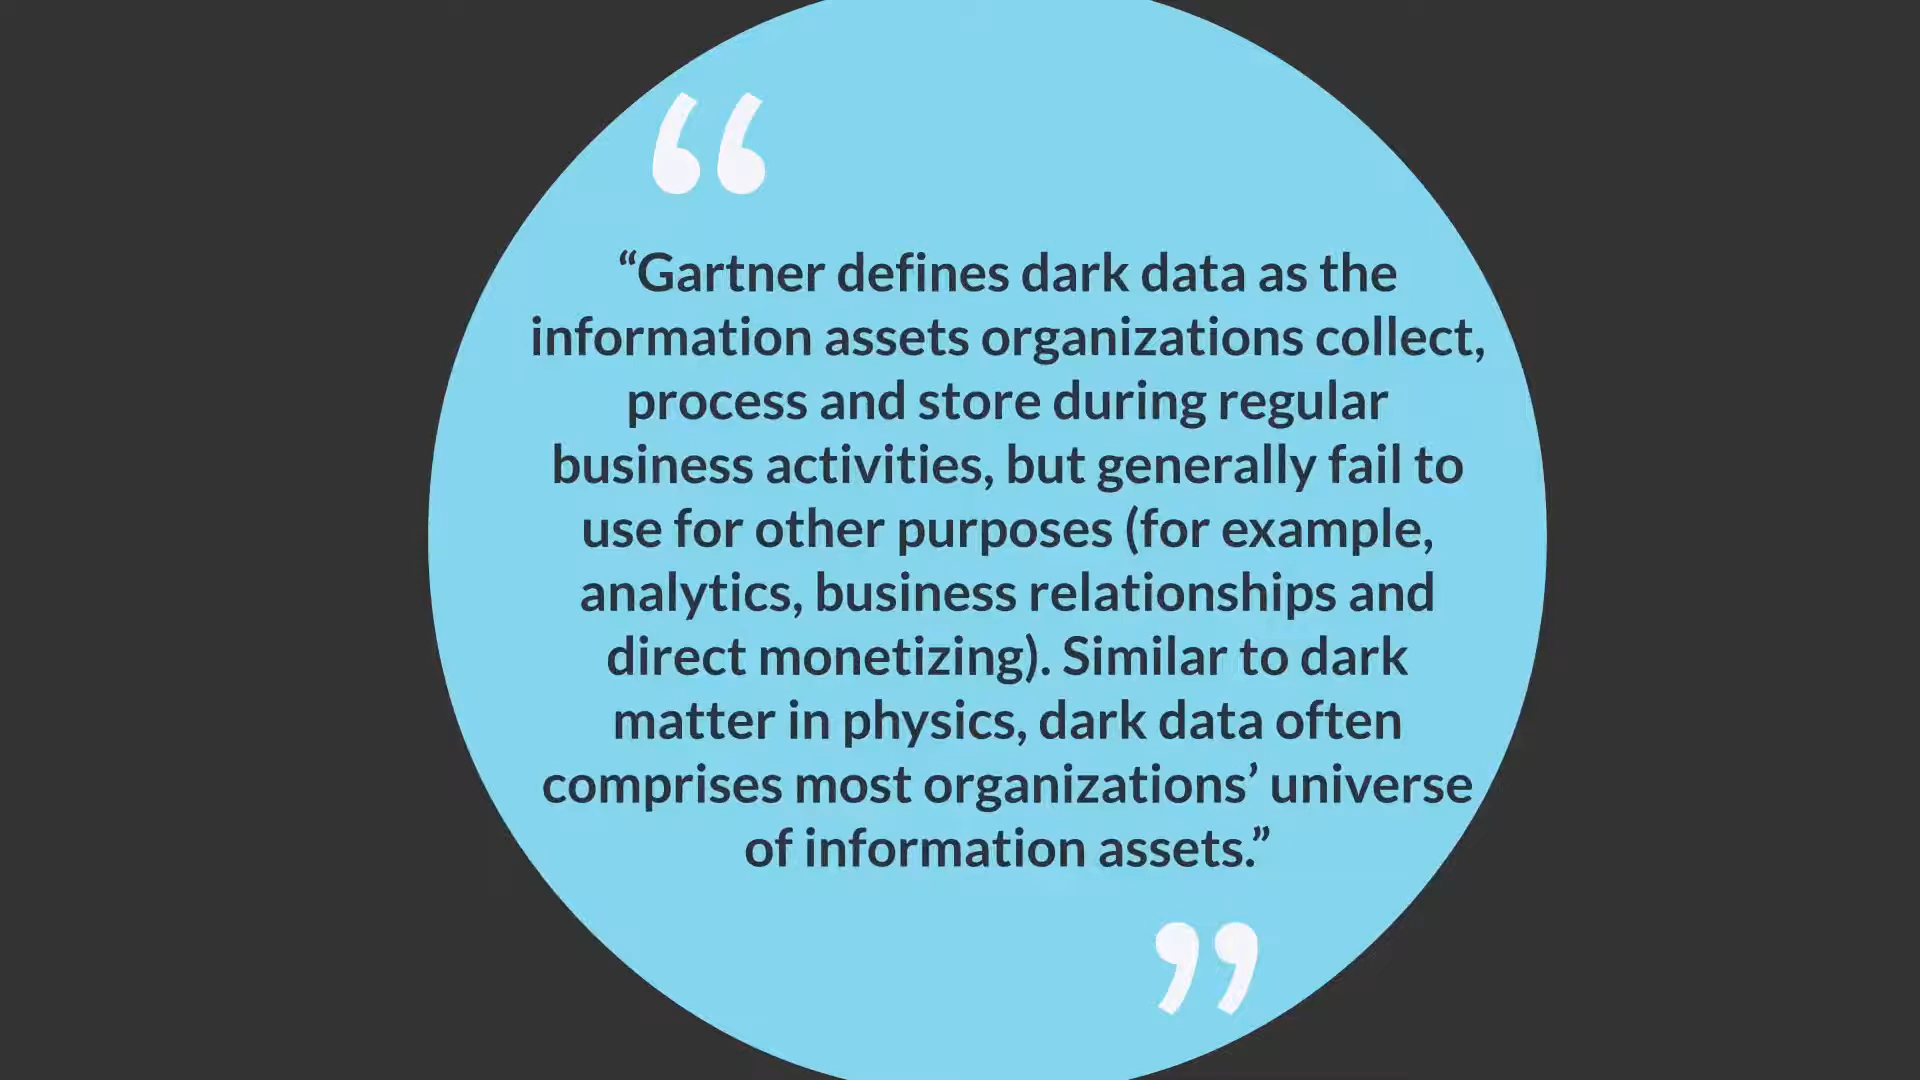 “Gartner defines dark data as the
information assets organizations collect,
process and store during regular
business activities, but generally fail to
use for other purposes (for example,
analytics, business relationships and
direct monetizing). Similar to dark
matter in physics, dark data often
comprises most organizations’ universe
of information assets.”